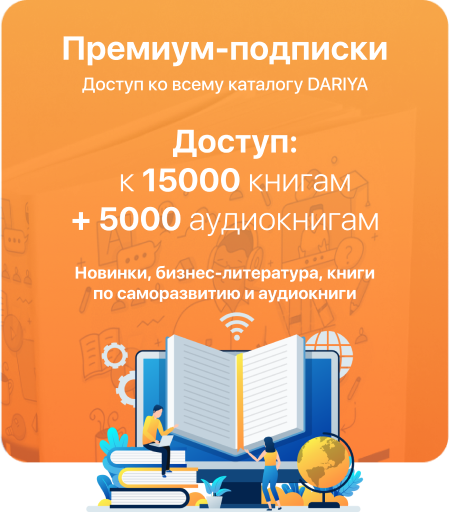 Премиум-подписки
Доступ ко всему каталогу DARIYA
Доступ:
к 15000 книгам
+ 5000 аудиокнигам
Новинки, бизнес-литература, книги
по саморазвитию и аудиокниги